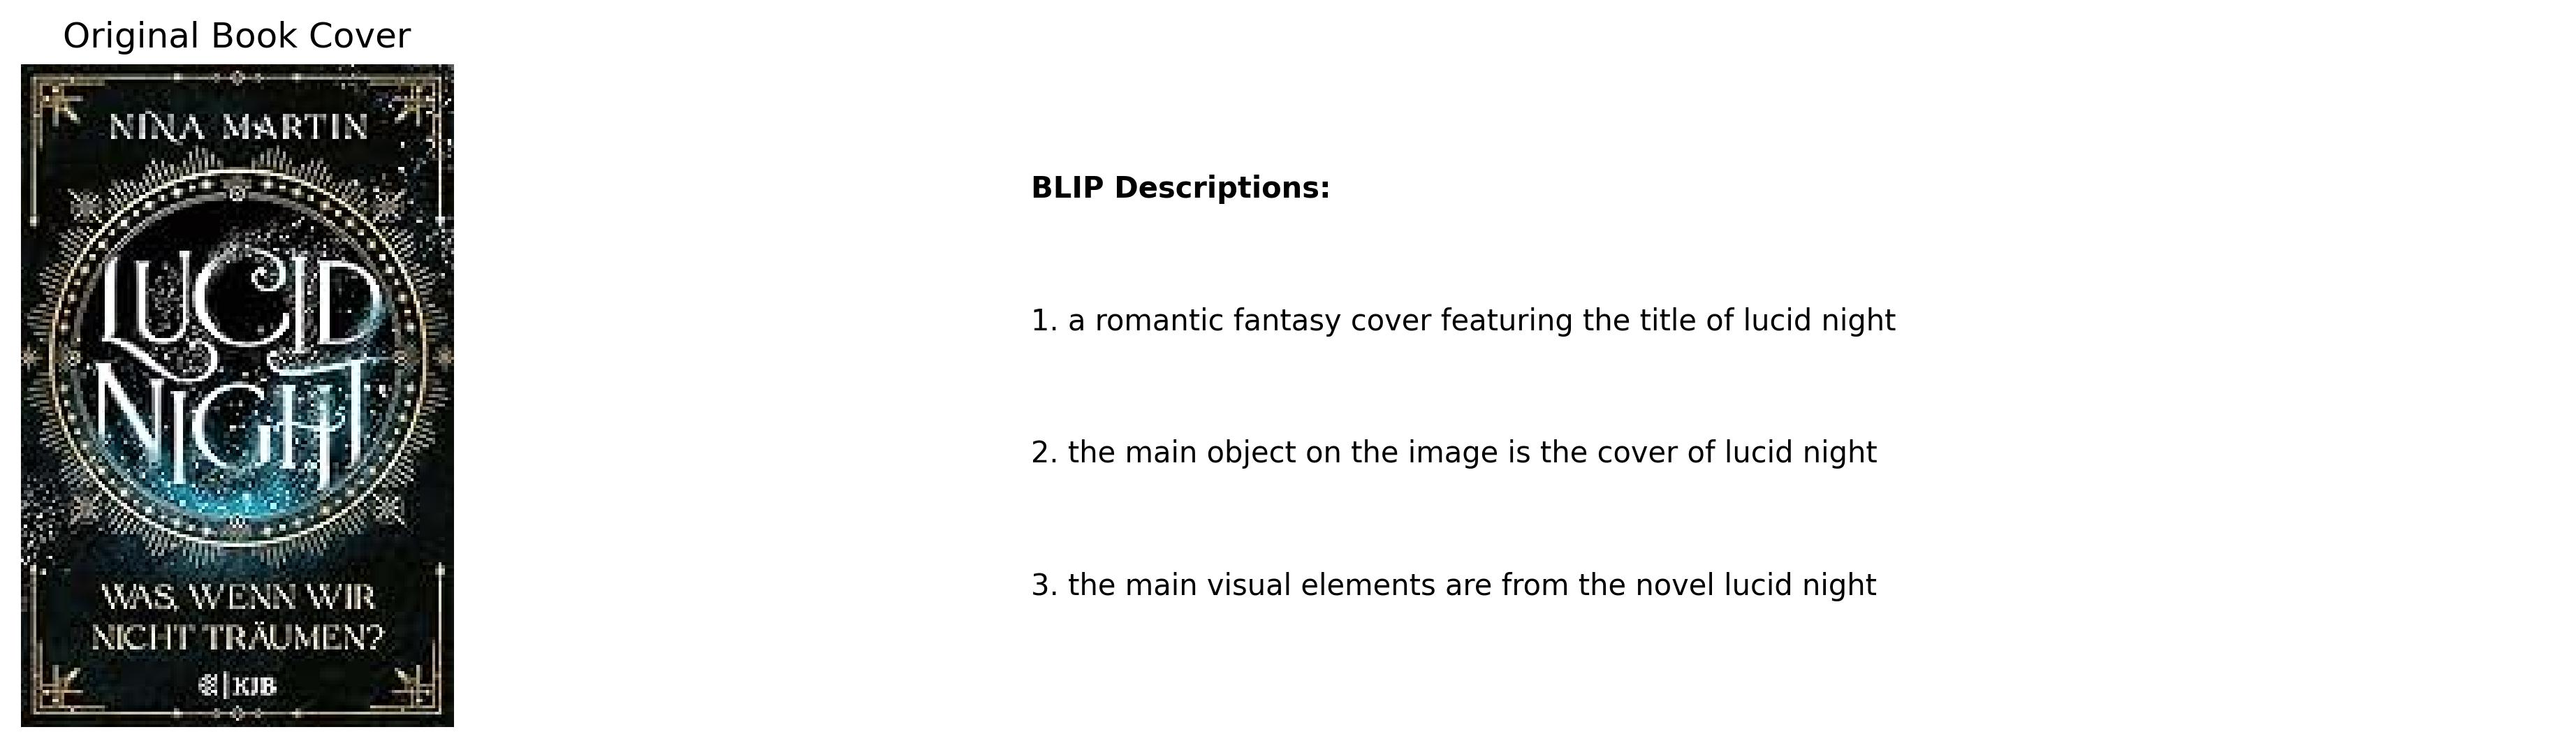 Original Book Cover
NINA MARTIN
LUCID
NIGHT
WAS, WENN WIR
NICHT TRÄUMEN?
KJB
BLIP Descriptions:
1. a romantic fantasy cover featuring the title of lucid night
2. the main object on the image is the cover of lucid night
3. the main visual elements are from the novel lucid night